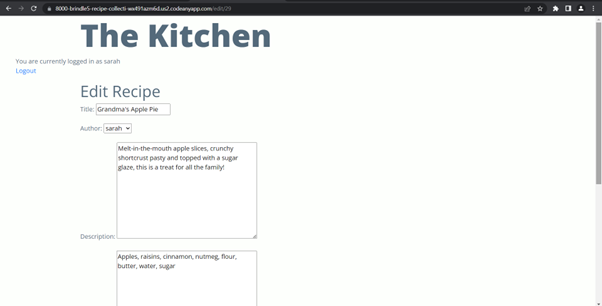 8000-brindle5-recipe-collecti-wx491azm6d.us2.codeanyapp.com/edit/29
The Kitchen
You are currently logged in as sarah
Logout
Edit Recipe
Title: Grandma's Apple Pie
Author: sarah
Melt-in-the-mouth apple slices, crunchy
shortcrust pasty and topped with a sugar
glaze, this is a treat for all the family!
Description:
Apples, raisins, cinnamon, nutmeg, flour,
butter, water, sugar